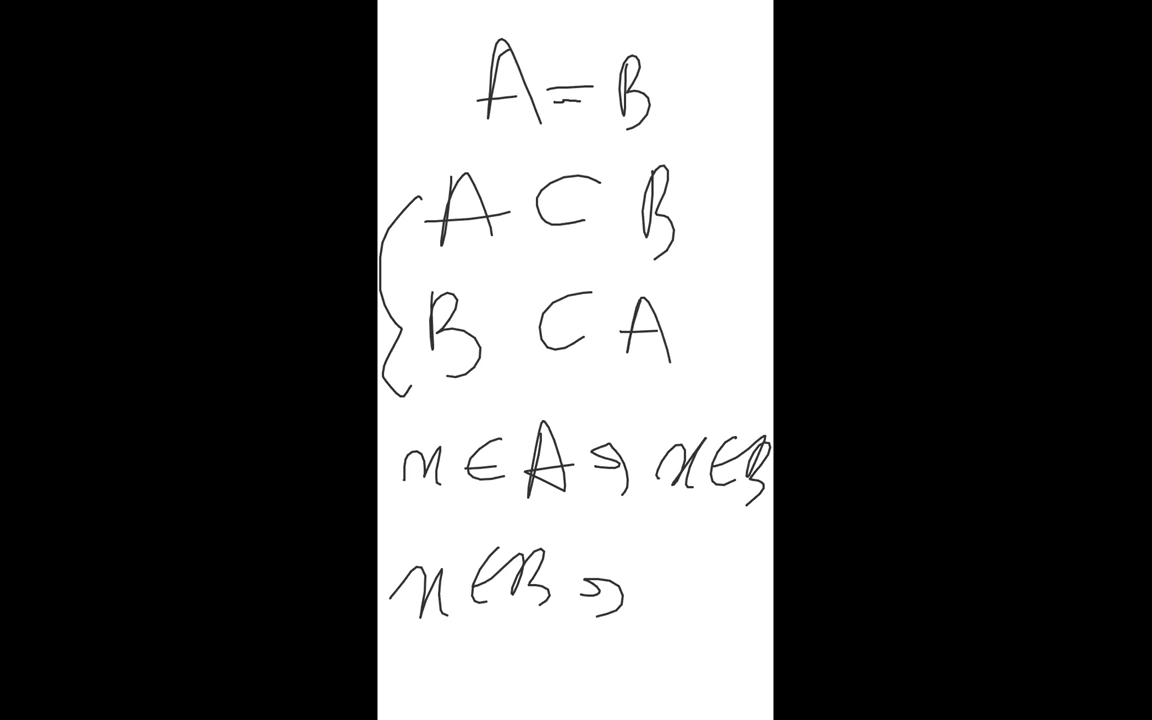 A = B
A ⊂ B
B ⊂ A
x ∈ A ⇒ x ∈ B
x ∈ B ⇒